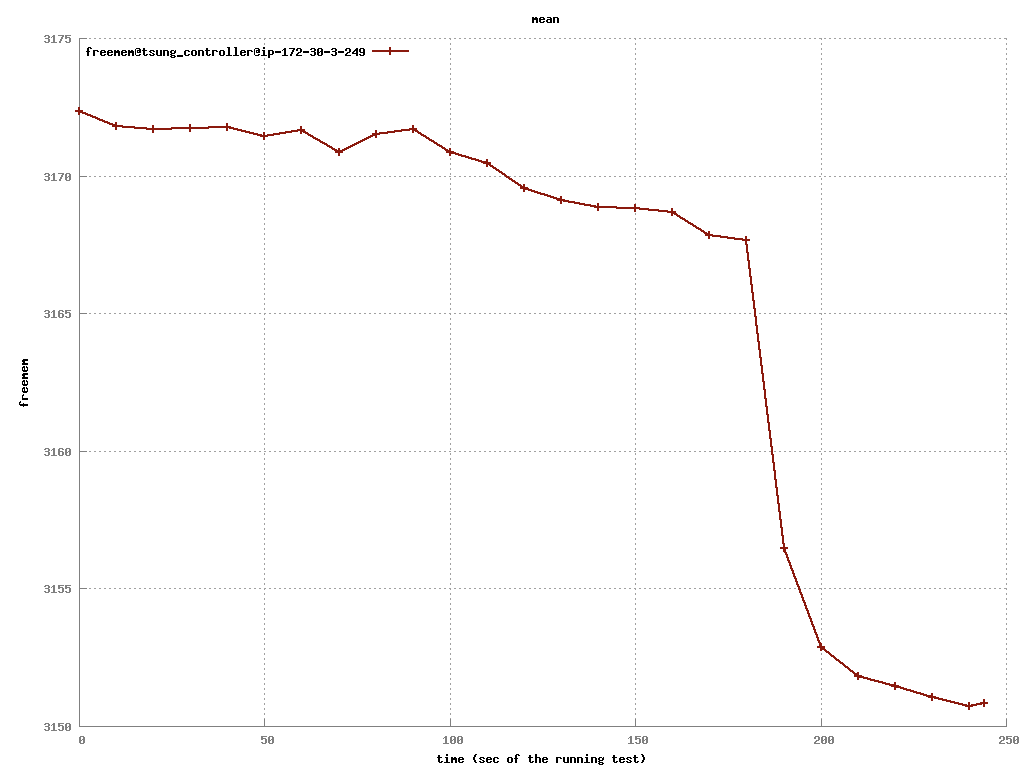 mean
3175
freemem@tsung_controller@ip-172-30-3-249
3170
3165
freemem
3160
3155
3150
0 50 100 150 200 250
time (sec of the running test)